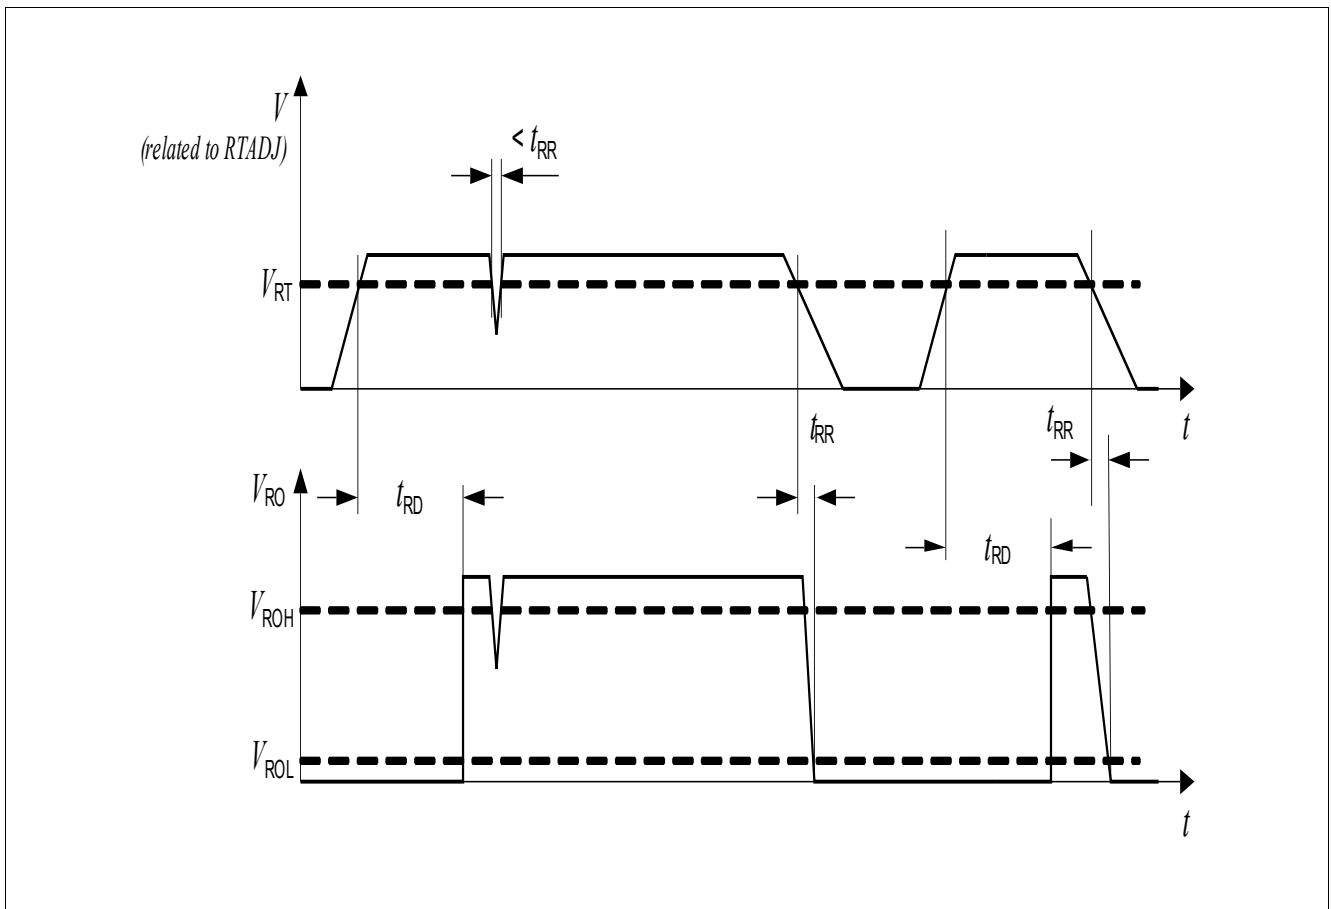 V
(related to RTADJ)
< tRR
VRT
tRR
tRR
t
VRO
tRD
tRD
VROH
VROL
t